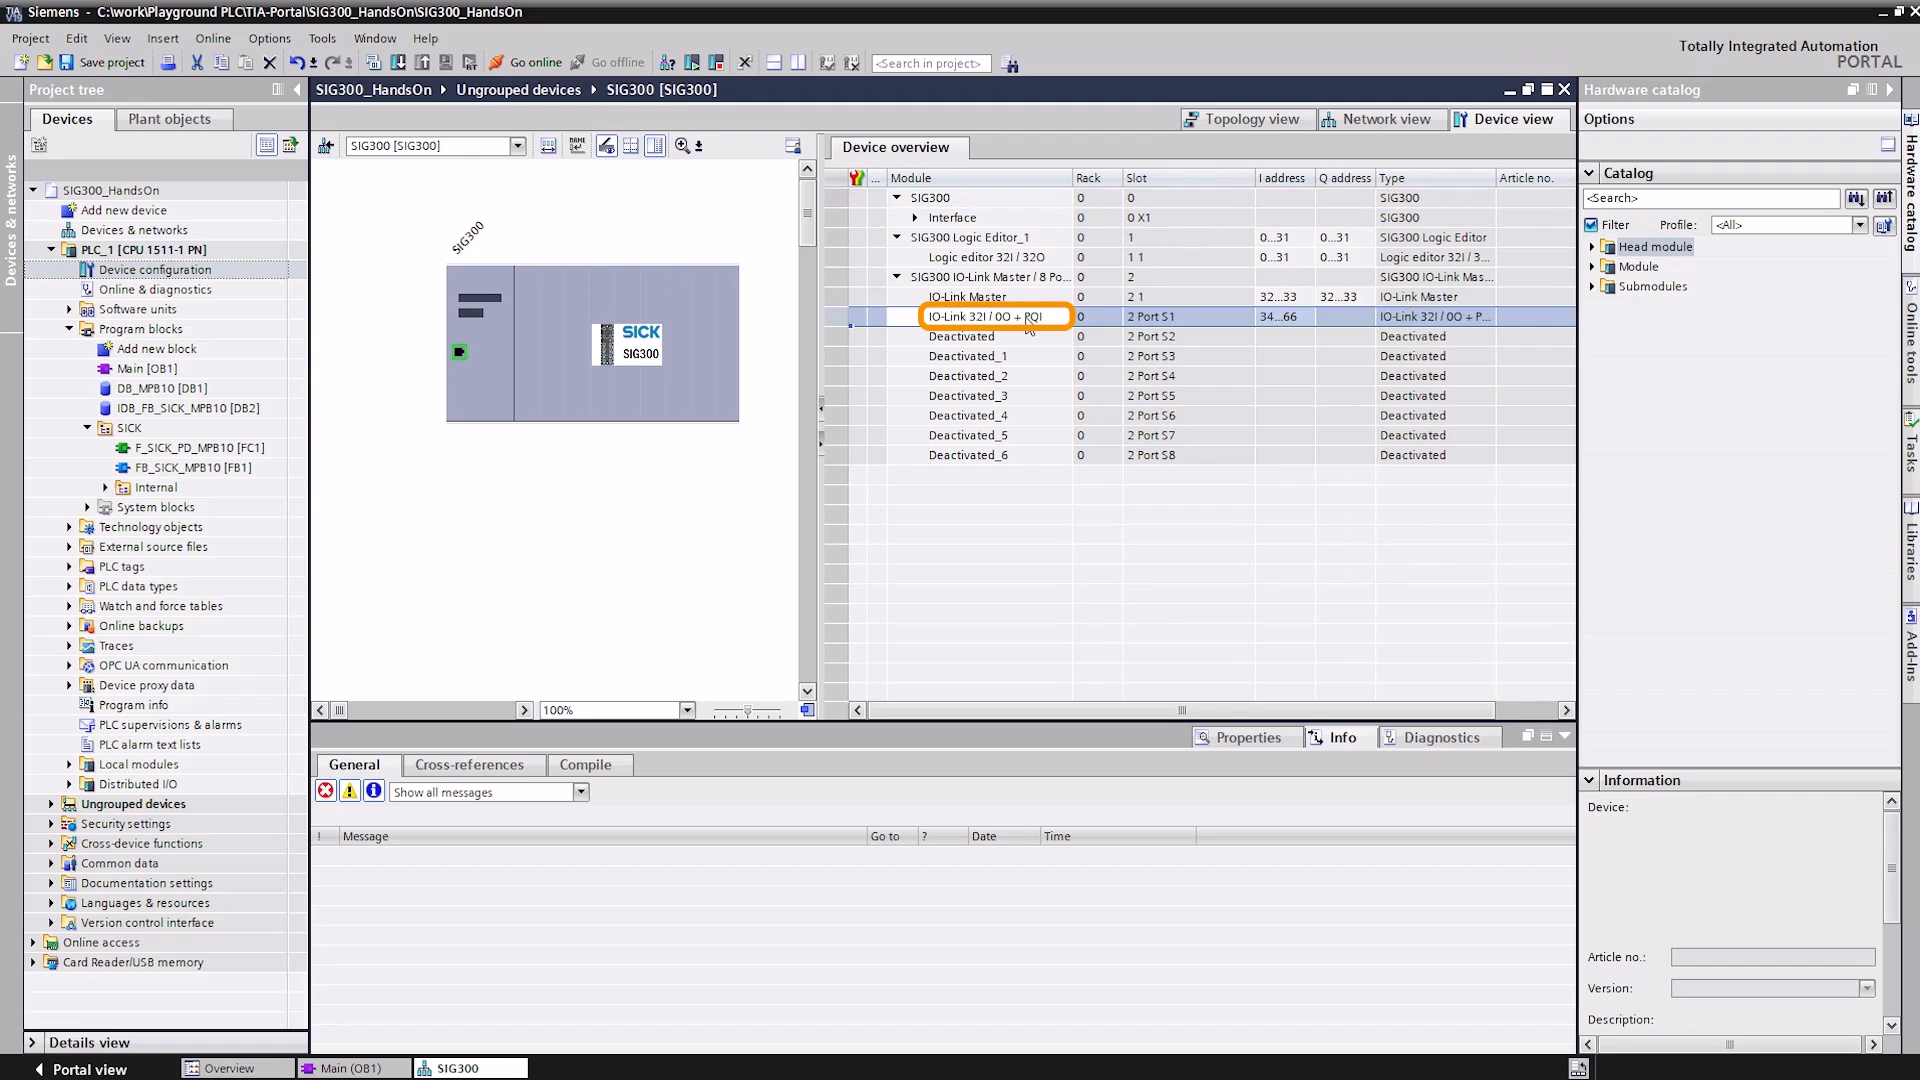 Siemens - C:\work\Playground PLC\TIA-Portal\SIG300_HandsOn\SIG300_HandsOn
Project Edit View Insert Online Options Tools Window Help
Totally Integrated Automation
PORTAL
Save project Go online Go offline <Search in project>
Project tree
Devices Plant objects
Devices & networks
SIG300_HandsOn
Add new device
Devices & networks
PLC_1 [CPU 1511-1 PN]
Device configuration
Online & diagnostics
Software units
Program blocks
Add new block
Main [OB1]
DB_MPB10 [DB1]
IDB_FB_SICK_MPB10 [DB2]
SICK
F_SICK_PD_MPB10 [FC1]
FB_SICK_MPB10 [FB1]
Internal
System blocks
Technology objects
External source files
PLC tags
PLC data types
Watch and force tables
Online backups
Traces
OPC UA communication
Device proxy data
Program info
PLC supervisions & alarms
PLC alarm text lists
Local modules
Distributed I/O
Ungrouped devices
Security settings
Cross-device functions
Common data
Documentation settings
Languages & resources
Version control interface
Online access
Card Reader/USB memory
Details view
SIG300_HandsOn Ungrouped devices SIG300 [SIG300]
Topology view Network view Device view
SIG300 [SIG300]
SIG300
SICK
SIG300
100%
Device overview
... Module Rack Slot I address Q address Type Article no.
SIG300 0 0 SIG300
Interface 0 0 X1 SIG300
SIG300 Logic Editor_1 0 1 0...31 0...31 SIG300 Logic Editor
Logic editor 32I / 32O 0 1 1 0...31 0...31 Logic editor 32I / 3...
SIG300 IO-Link Master / 8 Po... 0 2 SIG300 IO-Link Mas...
IO-Link Master 0 2 1 32...33 32...33 IO-Link Master
IO-Link 32I / 0O + PQI 0 2 Port S1 34...66 IO-Link 32I / 0O + P...
Deactivated 0 2 Port S2 Deactivated
Deactivated_1 0 2 Port S3 Deactivated
Deactivated_2 0 2 Port S4 Deactivated
Deactivated_3 0 2 Port S5 Deactivated
Deactivated_4 0 2 Port S6 Deactivated
Deactivated_5 0 2 Port S7 Deactivated
Deactivated_6 0 2 Port S8 Deactivated
Properties Info Diagnostics
General Cross-references Compile
Show all messages
! Message Go to ? Date Time
Hardware catalog
Options
Catalog
<Search>
Filter Profile: <All>
Head module
Module
Submodules
Information
Device:
Article no.:
Version:
Description:
Hardware catalog
Online tools
Tasks
Libraries
Add-Ins
Portal view Overview Main (OB1) SIG300